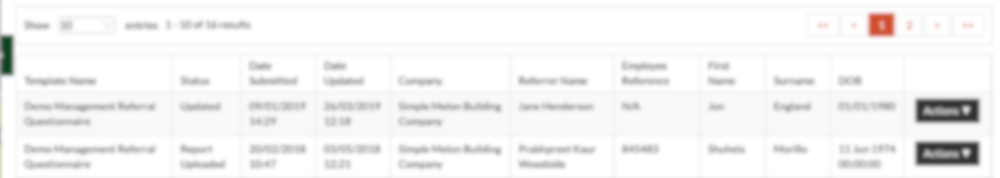 Show 10 entries 1 - 10 of 16 results << < 1 2 > >>
Date Date Employee First
Template Name Status Submitted Updated Company Referrer Name Reference Name Surname DOB
Demo Management Referral Updated 09/01/2019 26/03/2019 Simple Melon Building Jane Henderson N/A Jon England 01/01/1980 Actions▼
Questionnaire 14:29 12:18 Company
Demo Management Referral Report 20/02/2018 03/05/2018 Simple Melon Building Prabhpreet Kaur 845483 Morillo 11 Jun 1974 Actions▼
Questionnaire Uploaded 10:47 12:21 Company Woodside 00:00:00